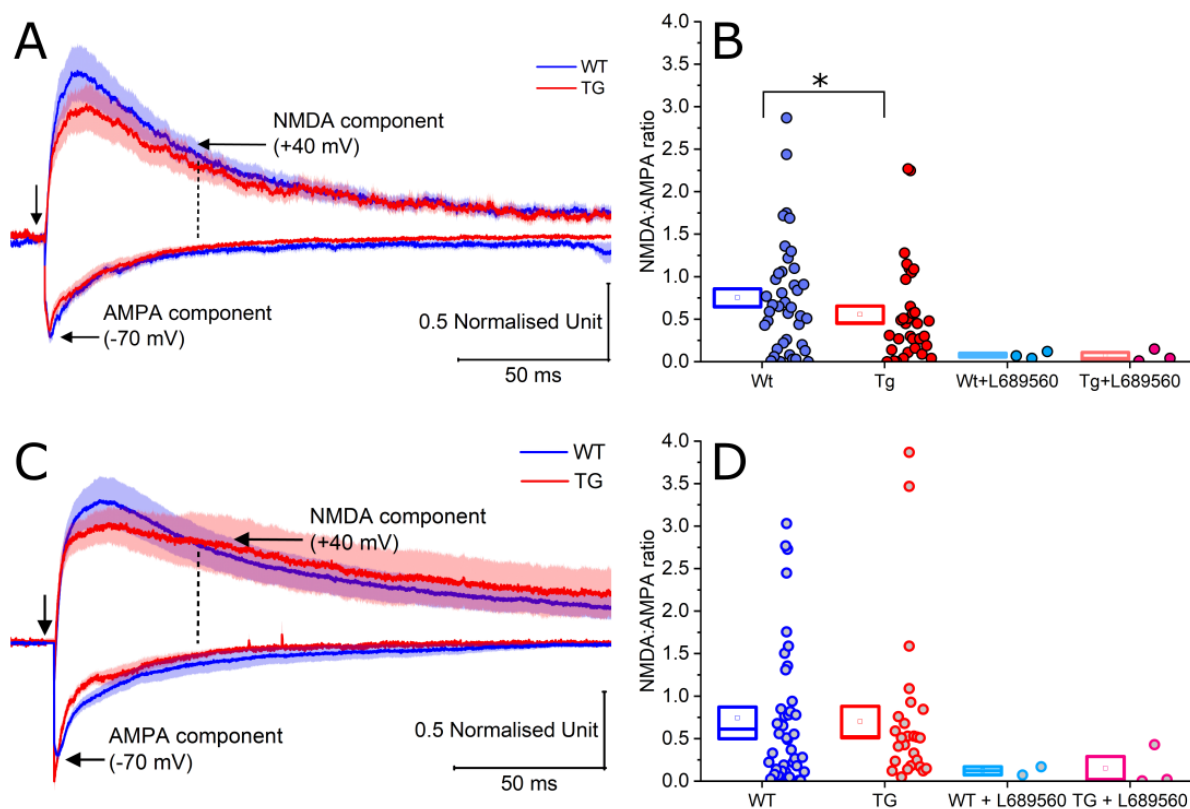 A
WT
TG
NMDA component
(+40 mV)
AMPA component
(-70 mV)
0.5 Normalised Unit
50 ms
B
NMDA:AMPA ratio
4.0
3.5
3.0
2.5
2.0
1.5
1.0
0.5
0.0
*
Wt
Tg
Wt+L689560
Tg+L689560
C
WT
TG
NMDA component
(+40 mV)
AMPA component
(-70 mV)
0.5 Normalised Unit
50 ms
D
NMDA:AMPA ratio
4.0
3.5
3.0
2.5
2.0
1.5
1.0
0.5
0.0
WT
TG
WT + L689560
TG + L689560